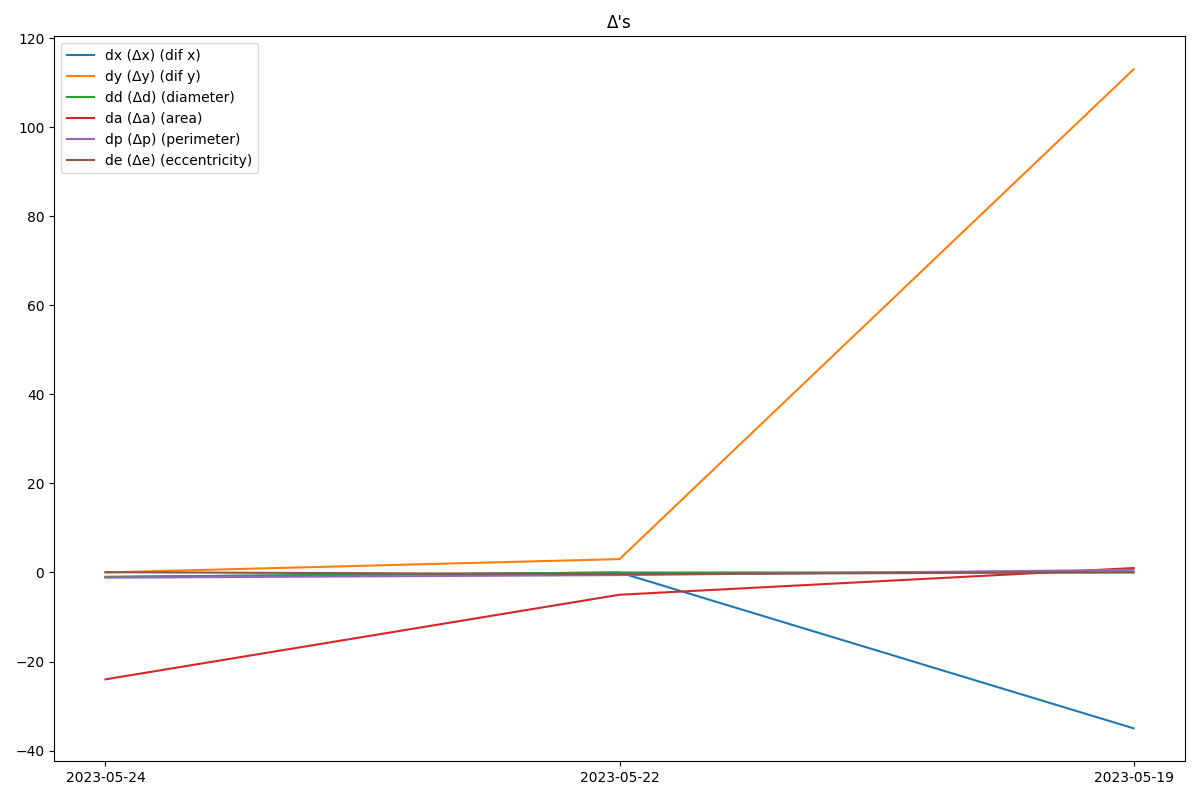 Δ's
120
100
80
60
40
20
0
−20
−40
dx (Δx) (dif x)
dy (Δy) (dif y)
dd (Δd) (diameter)
da (Δa) (area)
dp (Δp) (perimeter)
de (Δe) (eccentricity)
2023-05-24 2023-05-22 2023-05-19